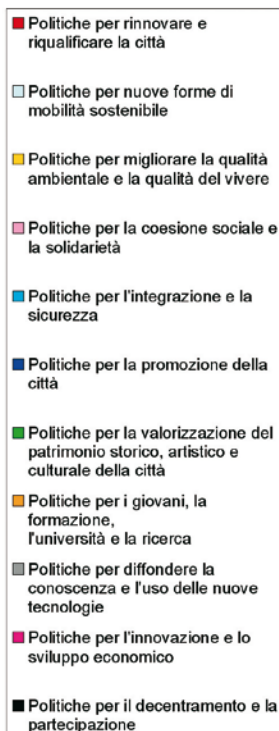 Politiche per rinnovare e
riqualificare la città
Politiche per nuove forme di
mobilità sostenibile
Politiche per migliorare la qualità
ambientale e la qualità del vivere
Politiche per la coesione sociale e
la solidarietà
Politiche per l'integrazione e la
sicurezza
Politiche per la promozione della
città
Politiche per la valorizzazione del
patrimonio storico, artistico e
culturale della città
Politiche per i giovani, la
formazione,
l'università e la ricerca
Politiche per diffondere la
conoscenza e l'uso delle nuove
tecnologie
Politiche per l'innovazione e lo
sviluppo economico
Politiche per il decentramento e la
partecipazione